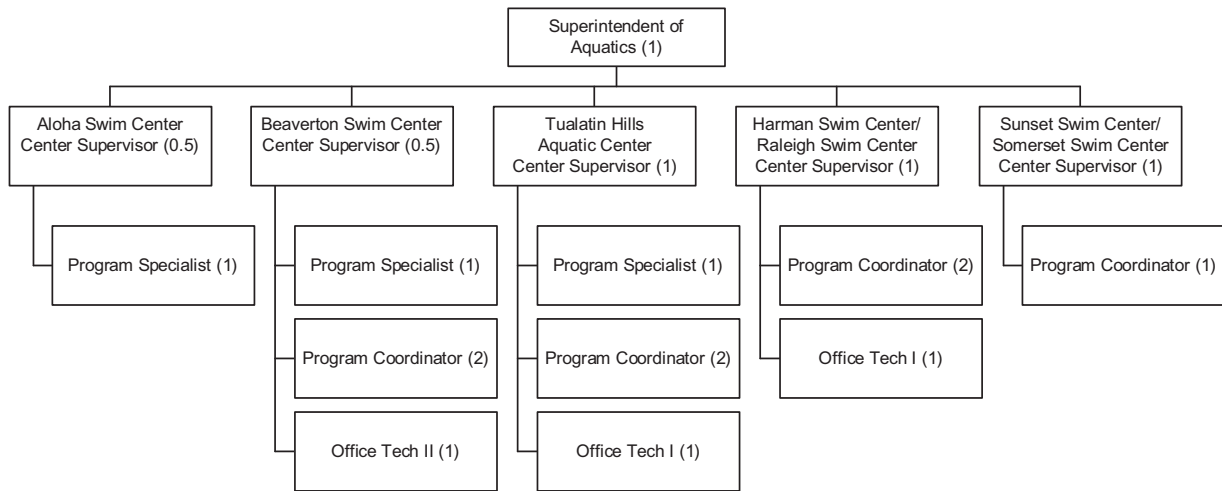 Superintendent of
Aquatics (1)
Aloha Swim Center
Center Supervisor (0.5)
Beaverton Swim Center
Center Supervisor (0.5)
Tualatin Hills
Aquatic Center
Center Supervisor (1)
Harman Swim Center/
Raleigh Swim Center
Center Supervisor (1)
Sunset Swim Center/
Somerset Swim Center
Center Supervisor (1)
Program Specialist (1)
Program Specialist (1)
Program Specialist (1)
Program Coordinator (2)
Program Coordinator (1)
Program Coordinator (2)
Program Coordinator (2)
Office Tech I (1)
Office Tech II (1)
Office Tech I (1)